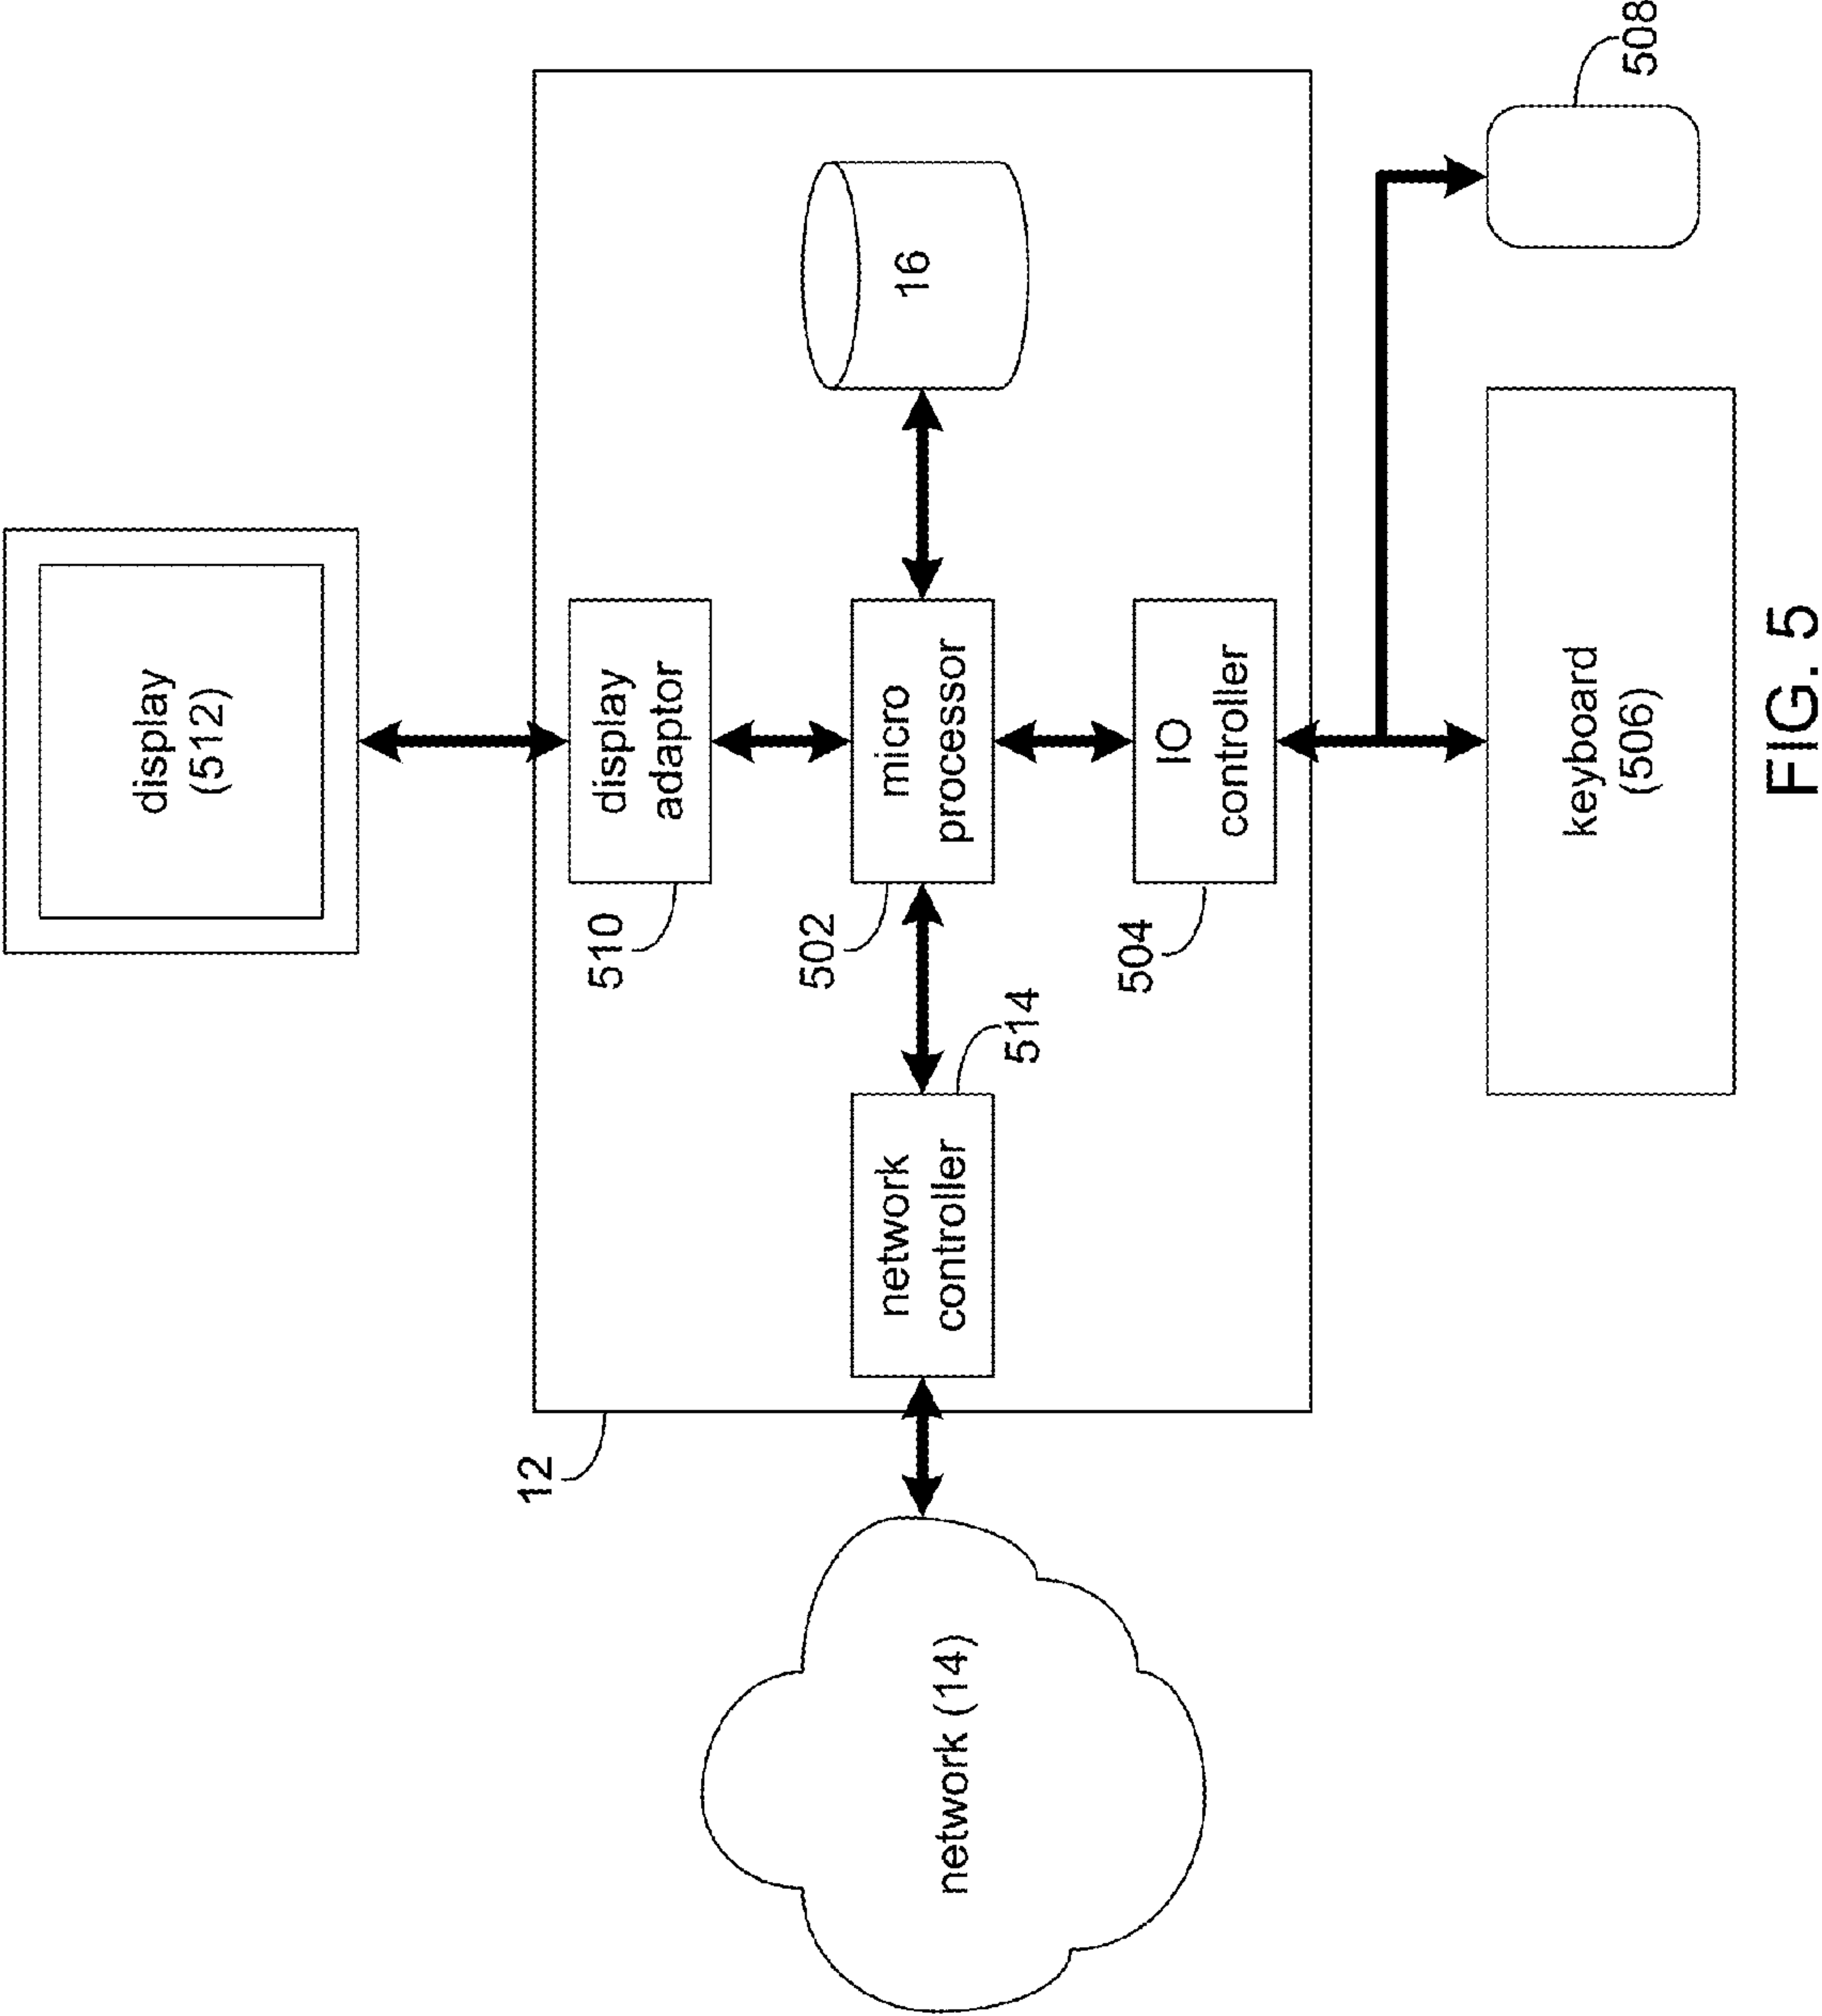 display
(512)
510
display
adaptor
502
micro
processor
16
514
network
controller
504
IO
controller
12
network (14)
508
keyboard
(506)
FIG. 5